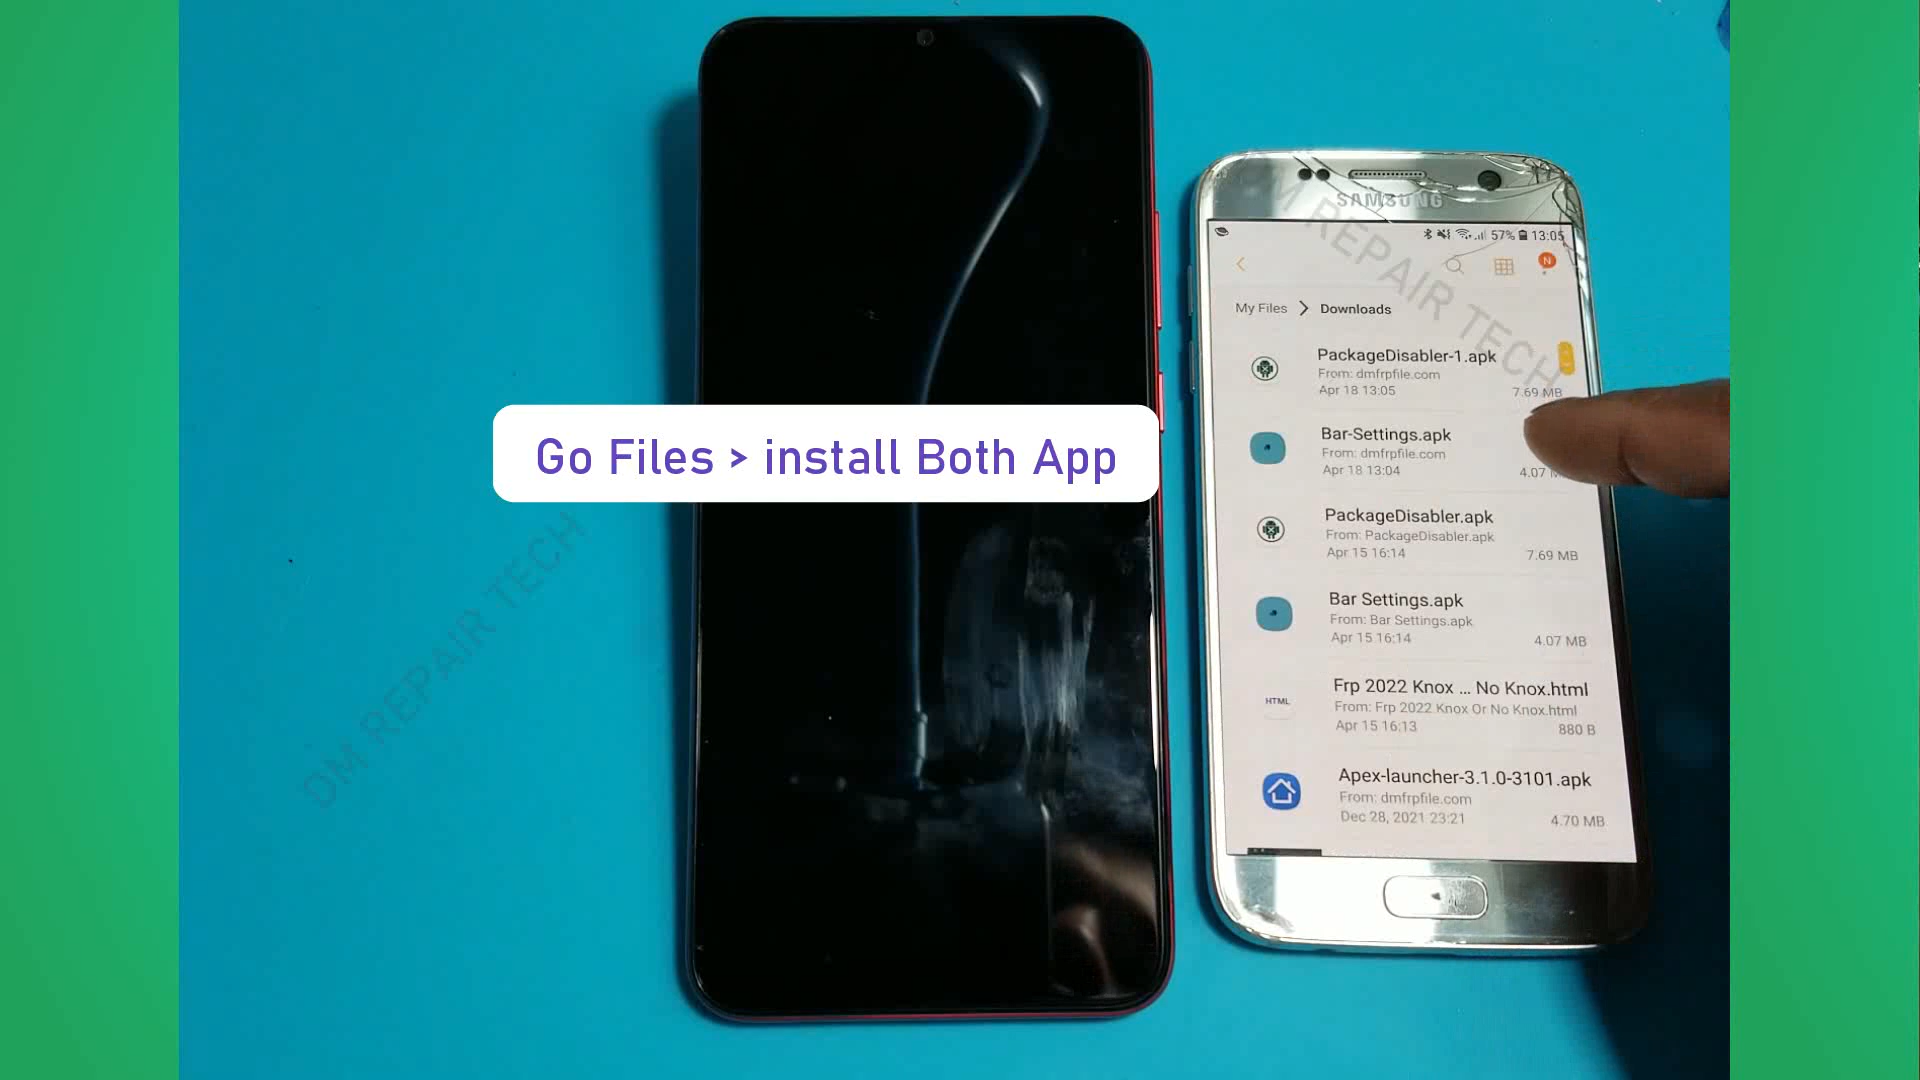 SAMSUNG
57% 13:05
N
My Files > Downloads
PackageDisabler-1.apk
From: dmfrpfile.com
Apr 18 13:05
7.69 MB
Go Files > install Both App
Bar-Settings.apk
From: dmfrpfile.com
Apr 18 13:04
4.07
PackageDisabler.apk
From: PackageDisabler.apk
Apr 15 16:14
7.69 MB
Bar Settings.apk
From: Bar Settings.apk
Apr 15 16:14
4.07 MB
Frp 2022 Knox ... No Knox.html
HTML
From: Frp 2022 Knox Or No Knox.html
Apr 15 16:13
880 B
Apex-launcher-3.1.0-3101.apk
From: dmfrpfile.com
Dec 28, 2021 23:21
4.70 MB
DM REPAIR TECH
M REPAIR TECH